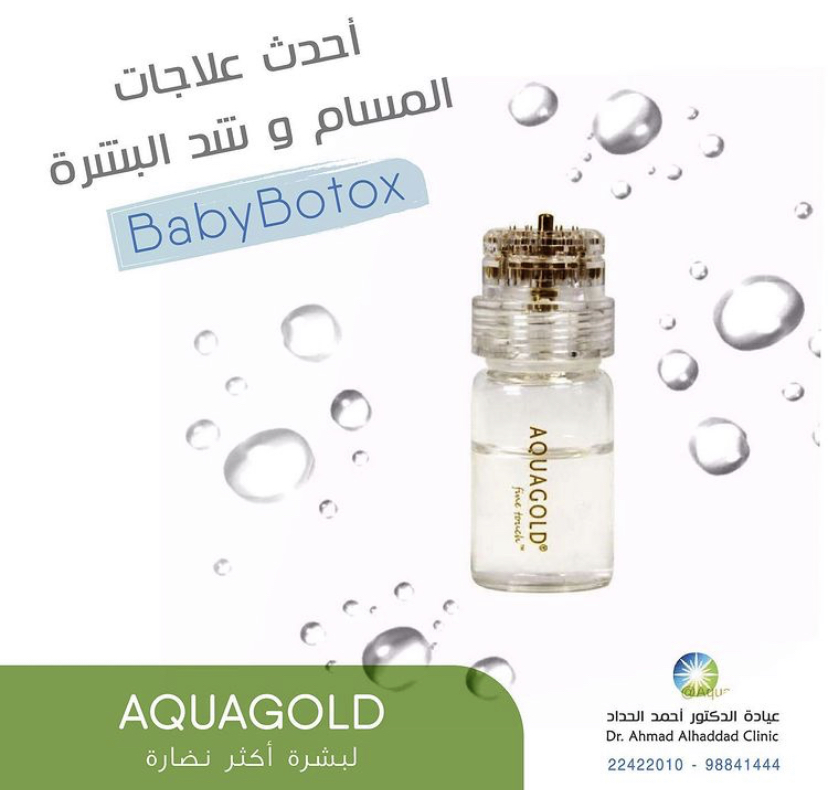 أحدث علاجات
المسام و شد البشرة
BabyBotox
AQUAGOLD®
fine touch™
AQUAGOLD
لبشرة أكثر نضارة
عيادة الدكتور أحمد الحداد
Dr. Ahmad Alhaddad Clinic
22422010 - 98841444